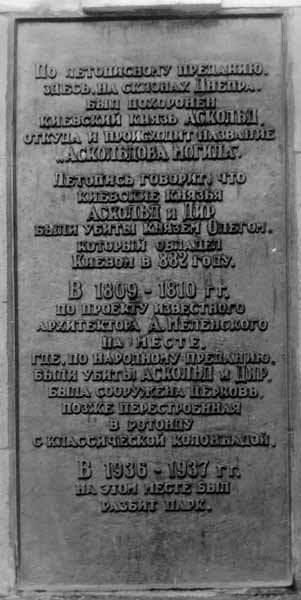 По летописному преданию,
здесь, на склонах Днепра,
был похоронен
киевский князь Аскольд,
откуда и происходит название
„Аскольдова могила".
Летопись говорит, что
киевские князья
Аскольд и Дир
были убиты князем Олегом,
который овладел
Киевом в 882 году.
В 1809 - 1810 гг.
по проекту известного
архитектора А.Меленского
на месте,
где, по народному преданию,
были убиты Аскольд и Дир,
была сооружена церковь,
позже перестроенная
в ротонду
с классической колоннадой.
В 1936 - 1937 гг.
на этом месте был
разбит парк.